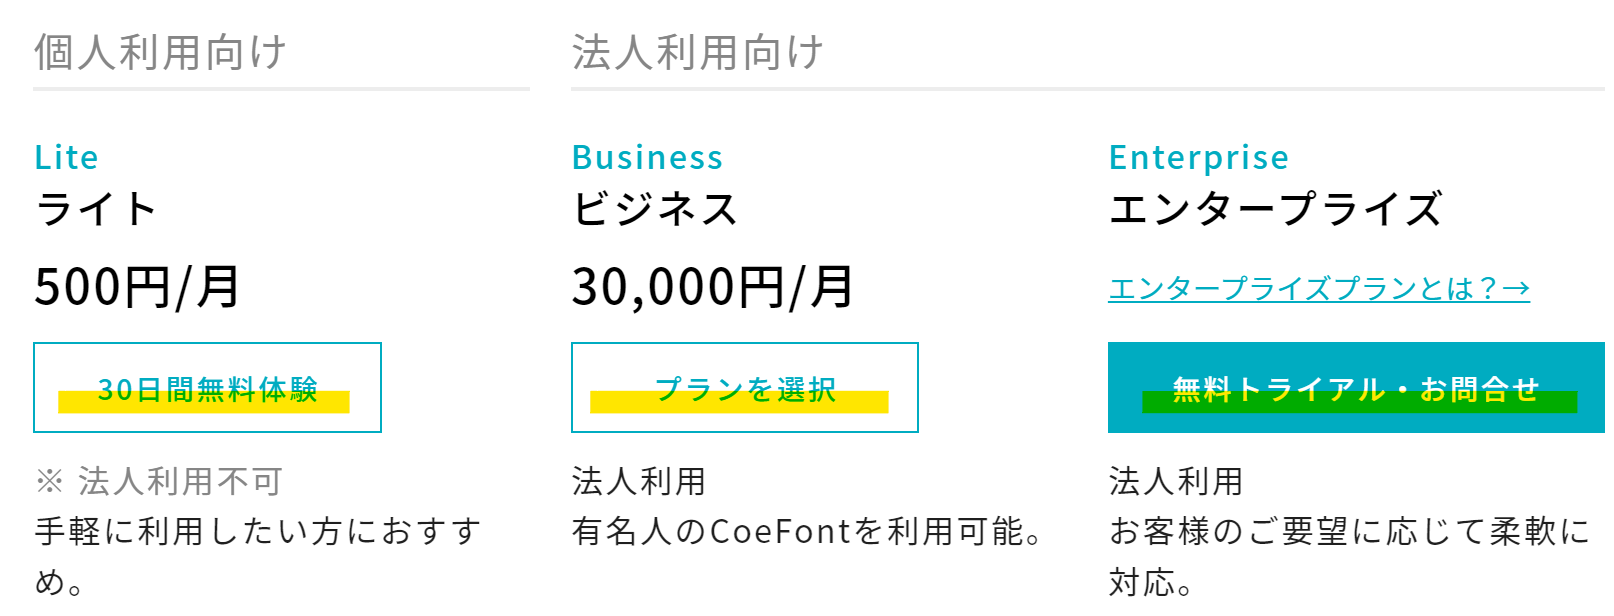 個人利用向け
法人利用向け
Lite
ライト
500円/月
30日間無料体験
※ 法人利用不可
手軽に利用したい方におすす
め。
Business
ビジネス
30,000円/月
プランを選択
法人利用
有名人のCoeFontを利用可能。
Enterprise
エンタープライズ
エンタープライズプランとは？→
無料トライアル・お問合せ
法人利用
お客様のご要望に応じて柔軟に
対応。